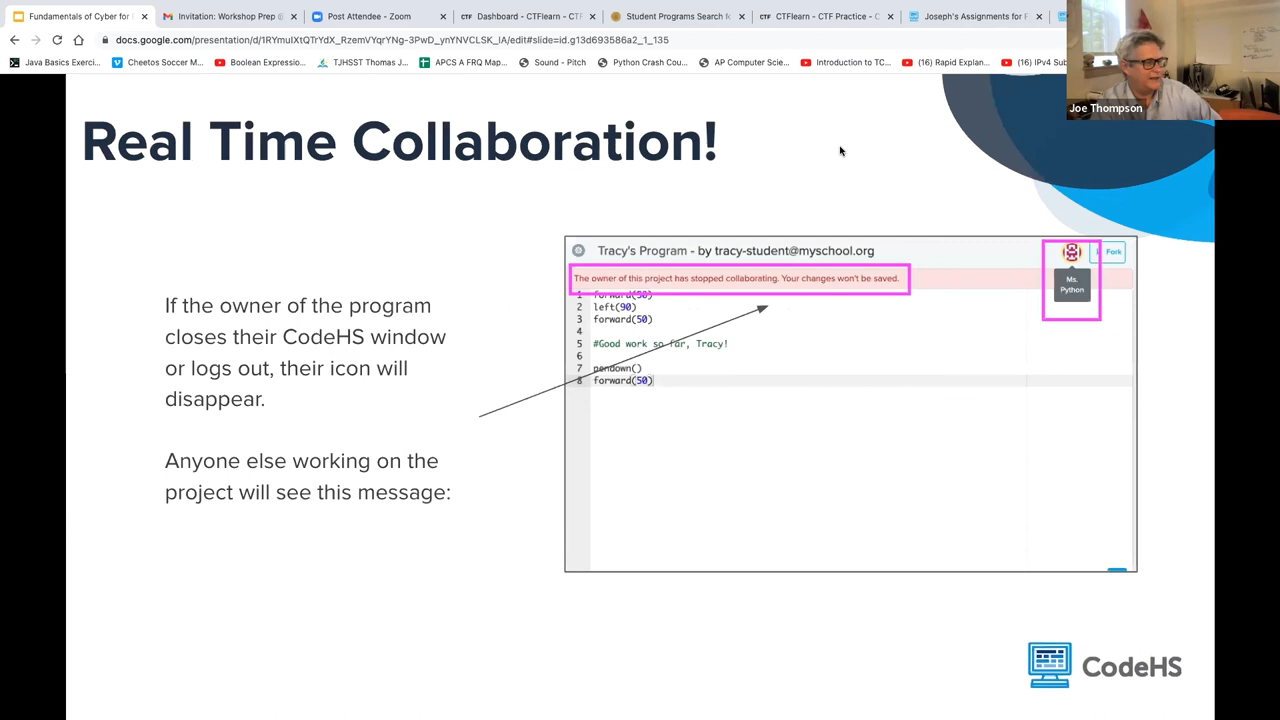 Fundamentals of Cyber for
Invitation: Workshop Prep @
Post Attendee - Zoom
CTF Dashboard - CTFlearn - CTF
Student Programs Search fo
CTF CTFlearn - CTF Practice - C
Joseph's Assignments for F
docs.google.com/presentation/d/1RYmuIXtQTrYdX_RzemVYqrYNg-3PwD_ynYNVCLSK_lA/edit#slide=id.g13d693586a2_1_135
Java Basics Exerci...
Cheetos Soccer M...
Boolean Expressio...
TJHSST Thomas J...
APCS A FRQ Map...
Sound - Pitch
Python Crash Cou...
AP Computer Scie...
Introduction to TC...
(16) Rapid Explan...
(16) IPv4 Sub
Joe Thompson
Real Time Collaboration!
Tracy's Program - by tracy-student@myschool.org
Fork
The owner of this project has stopped collaborating. Your changes won't be saved.
Ms.
Python
1 forward(50)
2 left(90)
3 forward(50)
4
5 #Good work so far, Tracy!
6
7 pendown()
8 forward(50)
If the owner of the program
closes their CodeHS window
or logs out, their icon will
disappear.
Anyone else working on the
project will see this message:
CodeHS